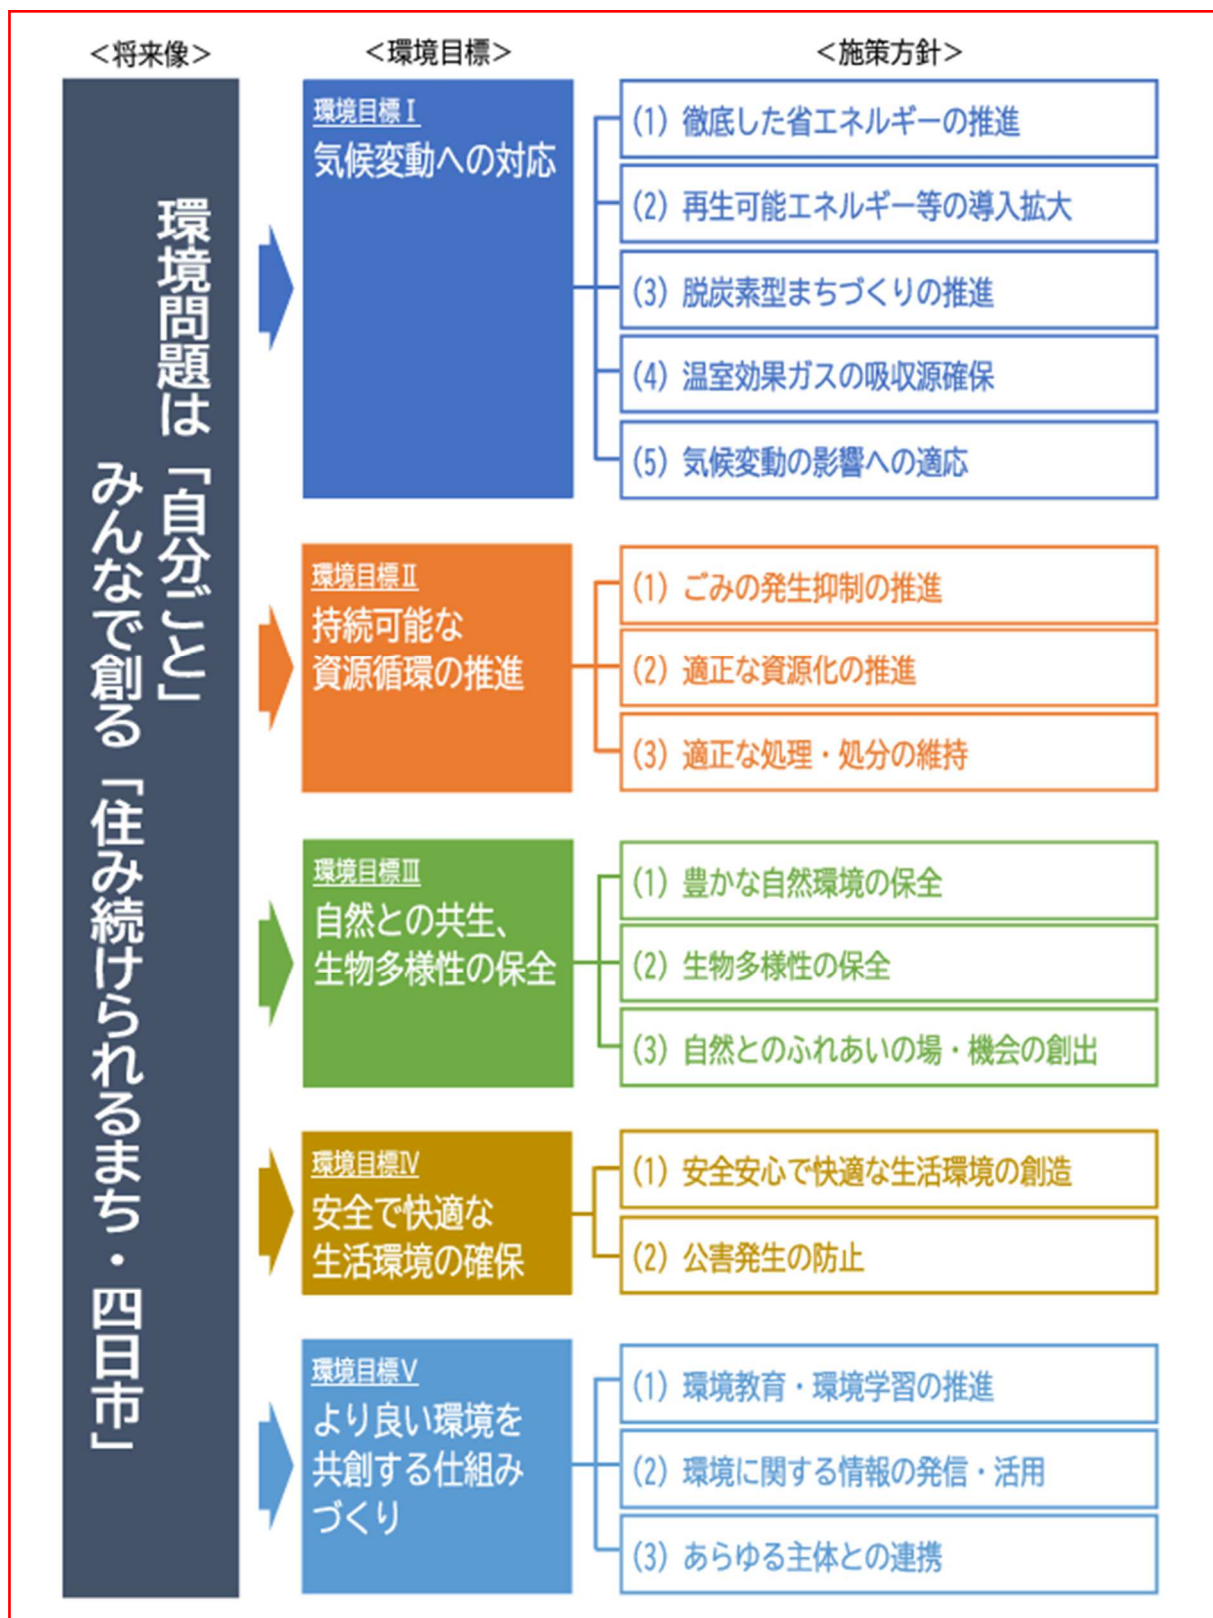 ＜将来像＞
＜環境目標＞
＜施策方針＞
環境問題は「自分ごと」
みんなで創る「住み続けられるまち・四日市」
環境目標Ⅰ
気候変動への対応
(1) 徹底した省エネルギーの推進
(2) 再生可能エネルギー等の導入拡大
(3) 脱炭素型まちづくりの推進
(4) 温室効果ガスの吸収源確保
(5) 気候変動の影響への適応
環境目標Ⅱ
持続可能な
資源循環の推進
(1) ごみの発生抑制の推進
(2) 適正な資源化の推進
(3) 適正な処理・処分の維持
環境目標Ⅲ
自然との共生、
生物多様性の保全
(1) 豊かな自然環境の保全
(2) 生物多様性の保全
(3) 自然とのふれあいの場・機会の創出
環境目標Ⅳ
安全で快適な
生活環境の確保
(1) 安全安心で快適な生活環境の創造
(2) 公害発生の防止
環境目標Ⅴ
より良い環境を
共創する仕組み
づくり
(1) 環境教育・環境学習の推進
(2) 環境に関する情報の発信・活用
(3) あらゆる主体との連携